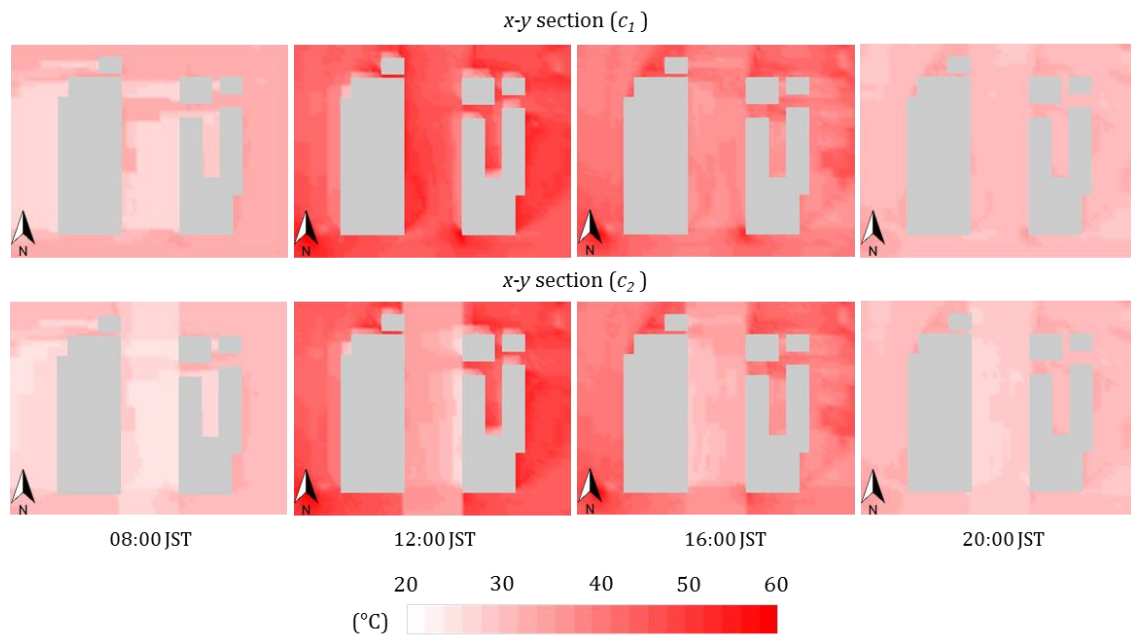 x-y section (c1)
N N N N
x-y section (c2)
N N N N
08:00 JST 12:00 JST 16:00 JST 20:00 JST
20 30 40 50 60
(°C)